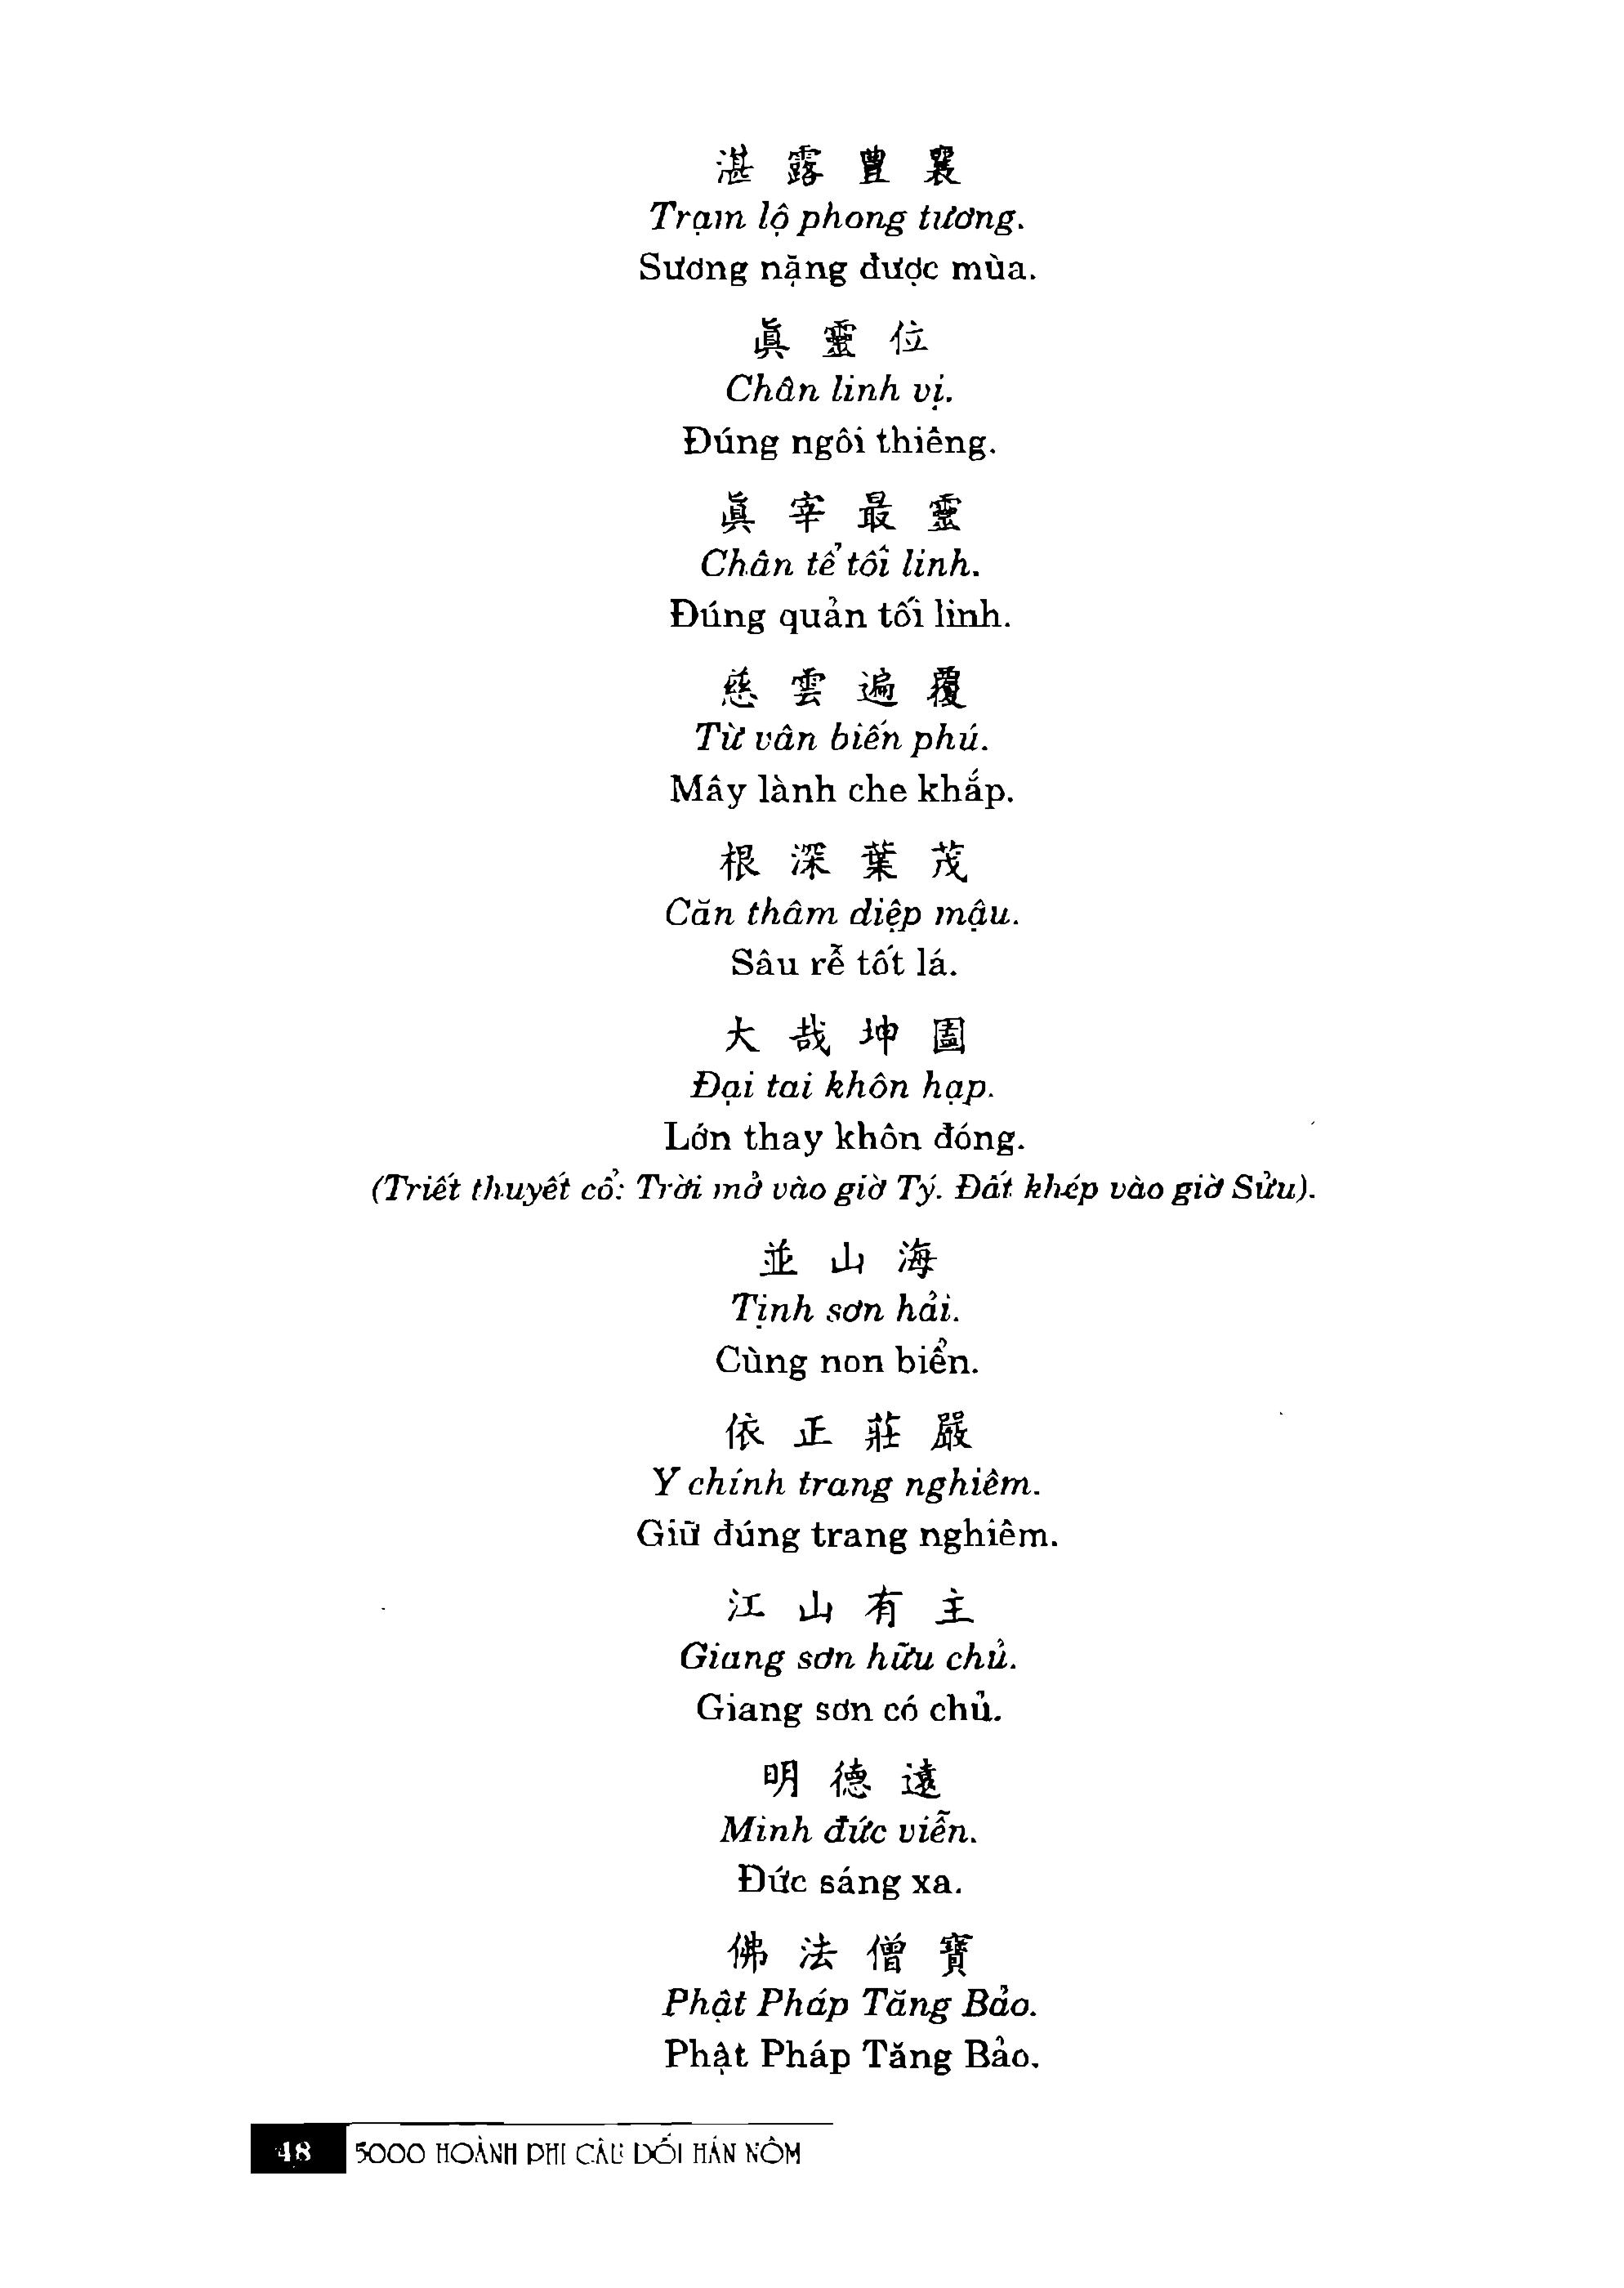 湛露豊襄
Trạm lộ phong tương.
Sương nặng được mùa.
眞靈位
Chân linh vị.
Đúng ngôi thiêng.
眞宰最靈
Chân tể tối linh.
Đúng quản tối linh.
慈雲遍覆
Từ vân biến phú.
Mây lành che khắp.
根深葉茂
Căn thâm diệp mậu.
Sâu rễ tốt lá.
大哉坤圔
Đại tai khôn hạp.
Lớn thay khôn đóng.
(Triết thuyết cổ: Trời mở vào giờ Tý. Đất khép vào giờ Sửu).
並山海
Tịnh sơn hải.
Cùng non biển.
依正莊嚴
Y chính trang nghiêm.
Giữ đúng trang nghiêm.
江山有主
Giang sơn hữu chủ.
Giang sơn có chủ.
明德遠
Minh đức viễn.
Đức sáng xa.
佛法僧寶
Phật Pháp Tăng Bảo.
Phật Pháp Tăng Bảo.
48 5000 HOÀNH PHI CÂU ĐỐI HÁN NÔM